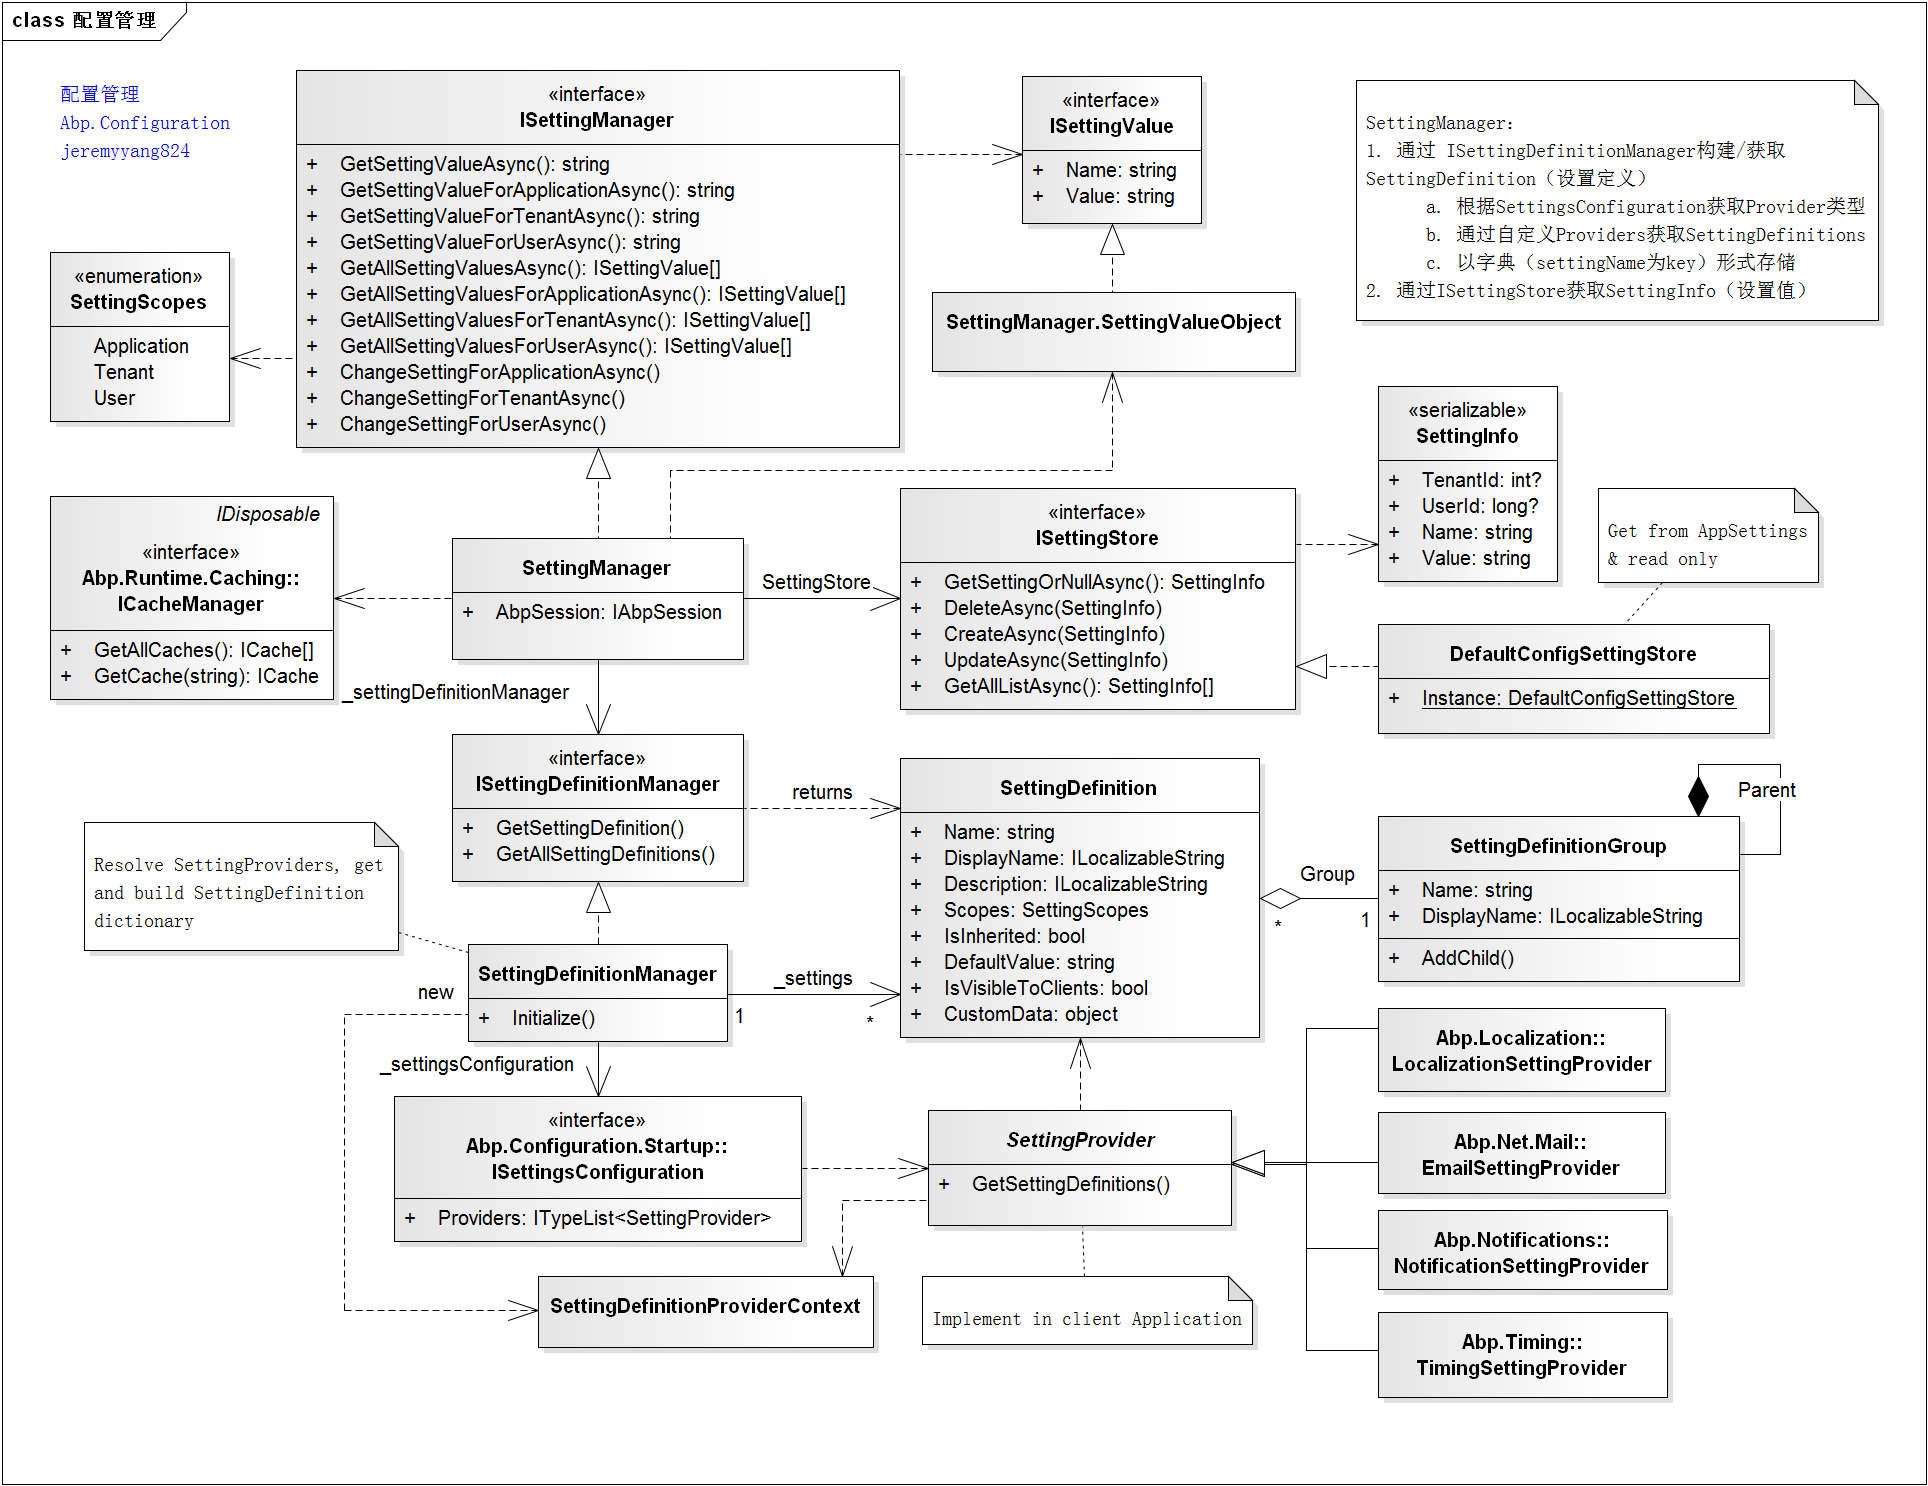 class 配置管理
配置管理
Abp.Configuration
jeremyyang824
«interface»
ISettingManager
+ GetSettingValueAsync(): string
+ GetSettingValueForApplicationAsync(): string
+ GetSettingValueForTenantAsync(): string
+ GetSettingValueForUserAsync(): string
+ GetAllSettingValuesAsync(): ISettingValue[]
+ GetAllSettingValuesForApplicationAsync(): ISettingValue[]
+ GetAllSettingValuesForTenantAsync(): ISettingValue[]
+ GetAllSettingValuesForUserAsync(): ISettingValue[]
+ ChangeSettingForApplicationAsync()
+ ChangeSettingForTenantAsync()
+ ChangeSettingForUserAsync()
«interface»
ISettingValue
+ Name: string
+ Value: string
SettingManager：
1. 通过 ISettingDefinitionManager构建/获取
SettingDefinition（设置定义）
a. 根据SettingsConfiguration获取Provider类型
b. 通过自定义Providers获取SettingDefinitions
c. 以字典（settingName为key）形式存储
2. 通过ISettingStore获取SettingInfo（设置值）
«enumeration»
SettingScopes
Application
Tenant
User
SettingManager.SettingValueObject
«serializable»
SettingInfo
+ TenantId: int?
+ UserId: long?
+ Name: string
+ Value: string
IDisposable
«interface»
Abp.Runtime.Caching::
ICacheManager
+ GetAllCaches(): ICache[]
+ GetCache(string): ICache
SettingManager
+ AbpSession: IAbpSession
SettingStore
«interface»
ISettingStore
+ GetSettingOrNullAsync(): SettingInfo
+ DeleteAsync(SettingInfo)
+ CreateAsync(SettingInfo)
+ UpdateAsync(SettingInfo)
+ GetAllListAsync(): SettingInfo[]
Get from AppSettings
& read only
DefaultConfigSettingStore
+ Instance: DefaultConfigSettingStore
_settingDefinitionManager
«interface»
ISettingDefinitionManager
+ GetSettingDefinition()
+ GetAllSettingDefinitions()
returns
SettingDefinition
+ Name: string
+ DisplayName: ILocalizableString
+ Description: ILocalizableString
+ Scopes: SettingScopes
+ IsInherited: bool
+ DefaultValue: string
+ IsVisibleToClients: bool
+ CustomData: object
Group
*
1
Parent
SettingDefinitionGroup
+ Name: string
+ DisplayName: ILocalizableString
+ AddChild()
Resolve SettingProviders, get
and build SettingDefinition
dictionary
SettingDefinitionManager
+ Initialize()
new
_settings
1
*
_settingsConfiguration
«interface»
Abp.Configuration.Startup::
ISettingsConfiguration
+ Providers: ITypeList<SettingProvider>
SettingProvider
+ GetSettingDefinitions()
Abp.Localization::
LocalizationSettingProvider
Abp.Net.Mail::
EmailSettingProvider
Abp.Notifications::
NotificationSettingProvider
Abp.Timing::
TimingSettingProvider
SettingDefinitionProviderContext
Implement in client Application